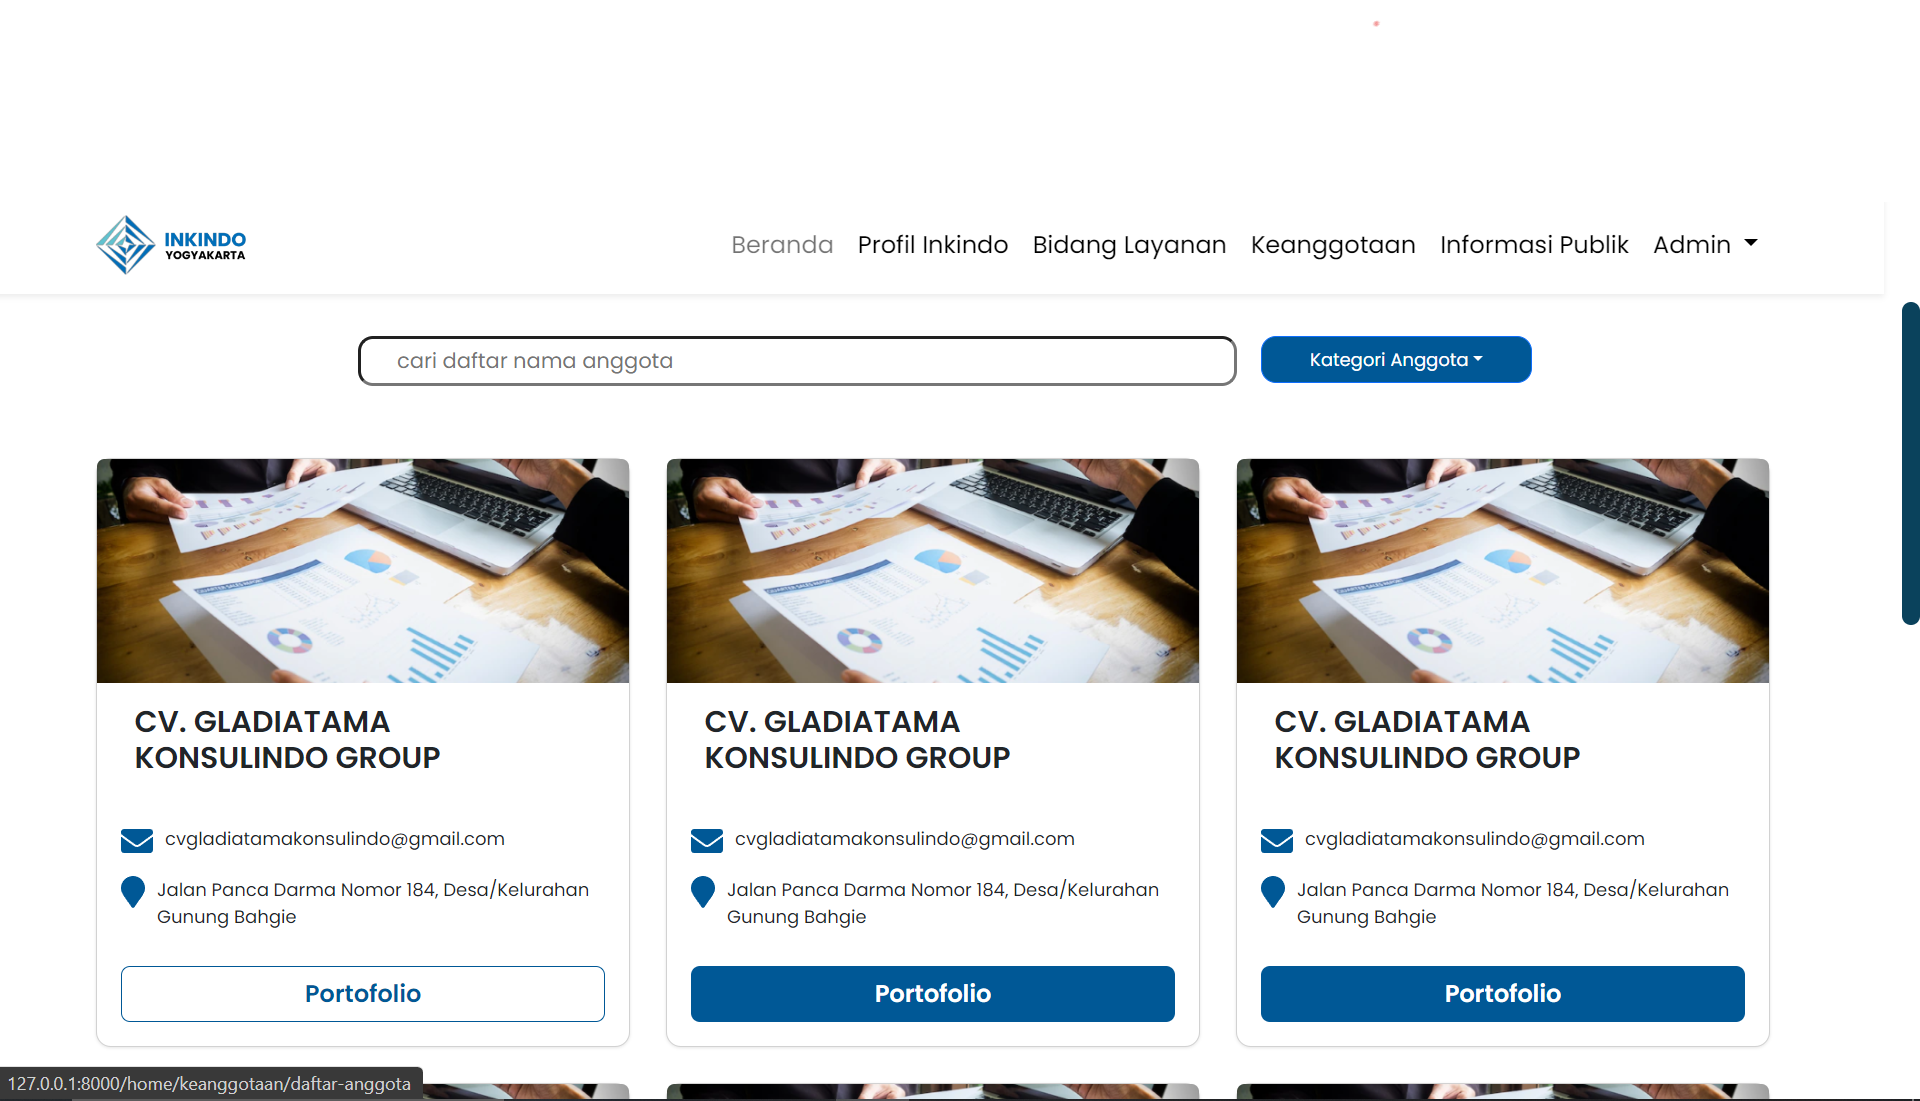 INKINDO
YOGYAKARTA
Beranda Profil Inkindo Bidang Layanan Keanggotaan Informasi Publik Admin
cari daftar nama anggota
Kategori Anggota
CV. GLADIATAMA
KONSULINDO GROUP
cvgladiatamakonsulindo@gmail.com
Jalan Panca Darma Nomor 184, Desa/Kelurahan
Gunung Bahgie
Portofolio
CV. GLADIATAMA
KONSULINDO GROUP
cvgladiatamakonsulindo@gmail.com
Jalan Panca Darma Nomor 184, Desa/Kelurahan
Gunung Bahgie
Portofolio
CV. GLADIATAMA
KONSULINDO GROUP
cvgladiatamakonsulindo@gmail.com
Jalan Panca Darma Nomor 184, Desa/Kelurahan
Gunung Bahgie
Portofolio
127.0.0.1:8000/home/keanggotaan/daftar-anggota